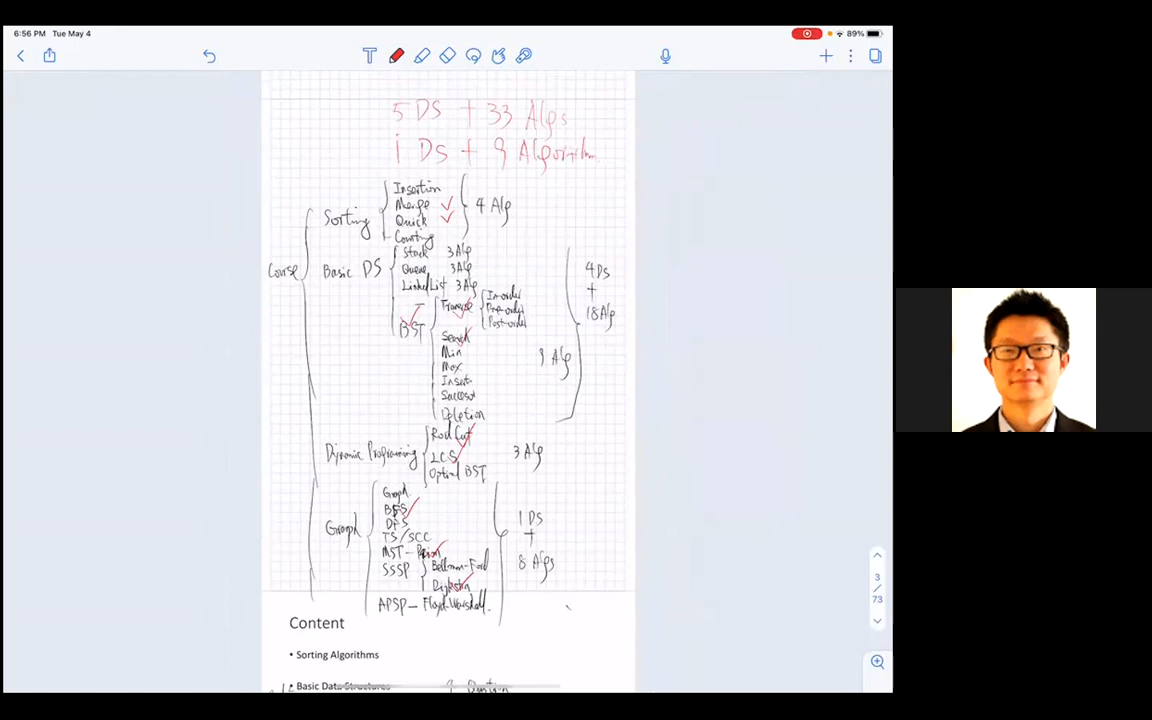 6:56 PM Tue May 4
89%
5 DS + 33 Algs
1 DS + 9 Algorithm
Course
Sorting
Insertion
Merge
Quick
Counting
4 Alg
Basic DS
Stack 3 Alg
Queue 3 Alg
Linked List 3 Alg
BST
Traverse
In-order
Pre-order
Post-order
Search
Min
Max
Insert
Successor
Deletion
9 Alg
4 DS
+
18 Alg
Dynamic Programing
Rod Cut
LCS
Optimal BST
3 Alg
Graph
Graph
BFS
DFS
TS/SCC
MST - Prim
SSSP
Bellman-Ford
Dijkstra
APSP - Floyd-Warshall
1 DS
+
8 Algs
3
/
73
Content
• Sorting Algorithms
• Basic Data Structures